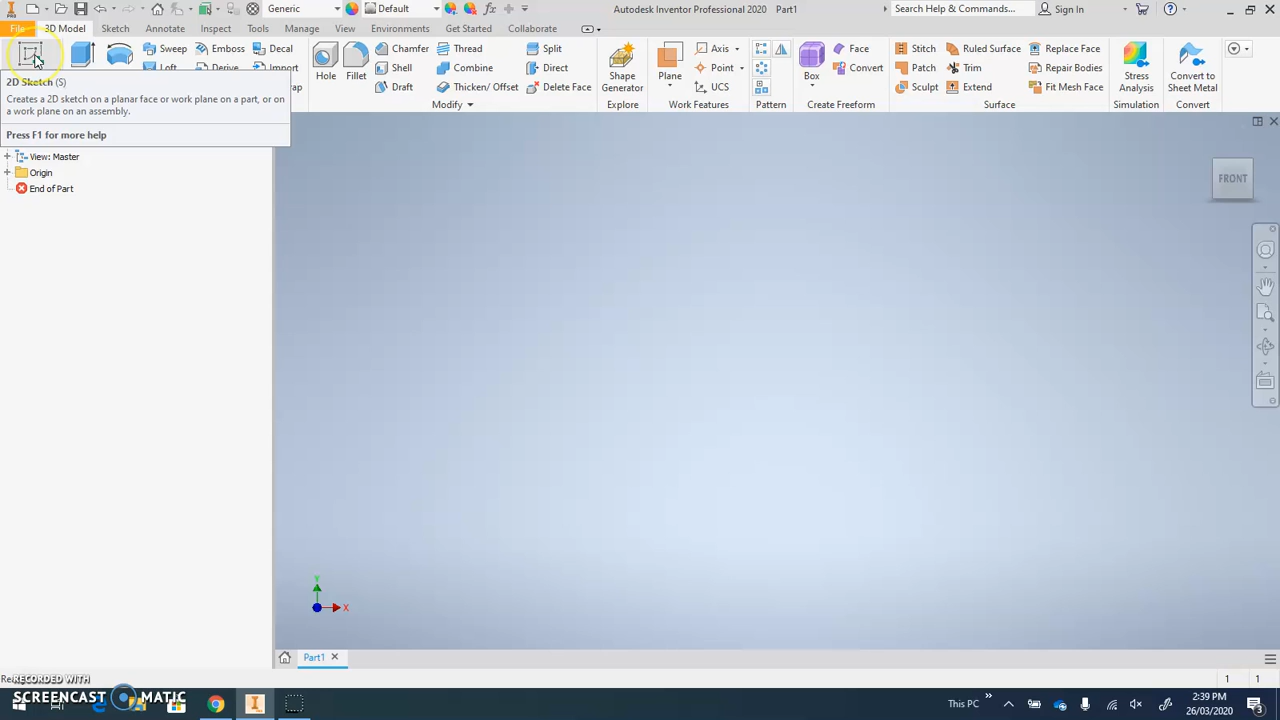 Generic
Default
Autodesk Inventor Professional 2020 Part1
Search Help & Commands...
Sign In
File
3D Model
Sketch
Annotate
Inspect
Tools
Manage
View
Environments
Get Started
Collaborate
Sweep
Emboss
Decal
Chamfer
Thread
Split
Axis
Face
Stitch
Ruled Surface
Replace Face
Loft
Derive
Import
Shell
Combine
Direct
Point
Convert
Patch
Trim
Repair Bodies
Hole
Fillet
Draft
Thicken/ Offset
Delete Face
Shape
Generator
Plane
UCS
Box
Sculpt
Extend
Fit Mesh Face
Stress
Analysis
Convert to
Sheet Metal
Modify
Explore
Work Features
Pattern
Create Freeform
Surface
Simulation
Convert
2D Sketch (S)
Creates a 2D sketch on a planar face or work plane on a part, or on
a work plane on an assembly.
Press F1 for more help
View: Master
Origin
End of Part
FRONT
Y
X
Part1
1 1
RECORDED WITH
SCREENCAST MATIC
This PC
2:39 PM
26/03/2020
3